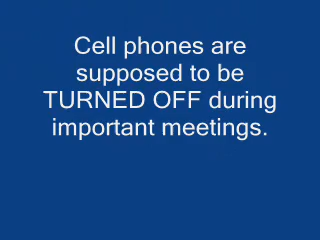 Cell phones are
supposed to be
TURNED OFF during
important meetings.